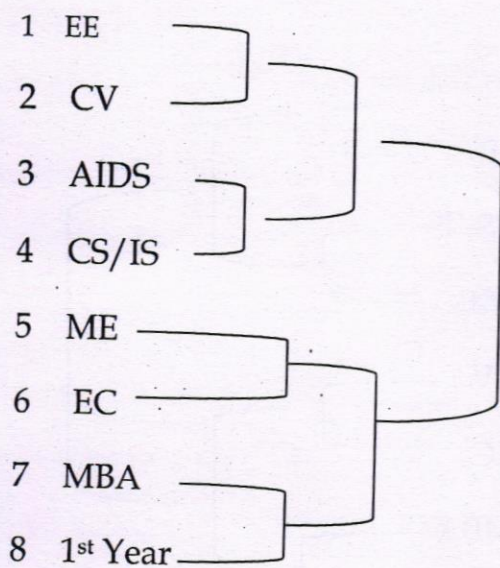 1 EE
2 CV
3 AIDS
4 CS/IS
5 ME
6 EC
7 MBA
8 1st Year